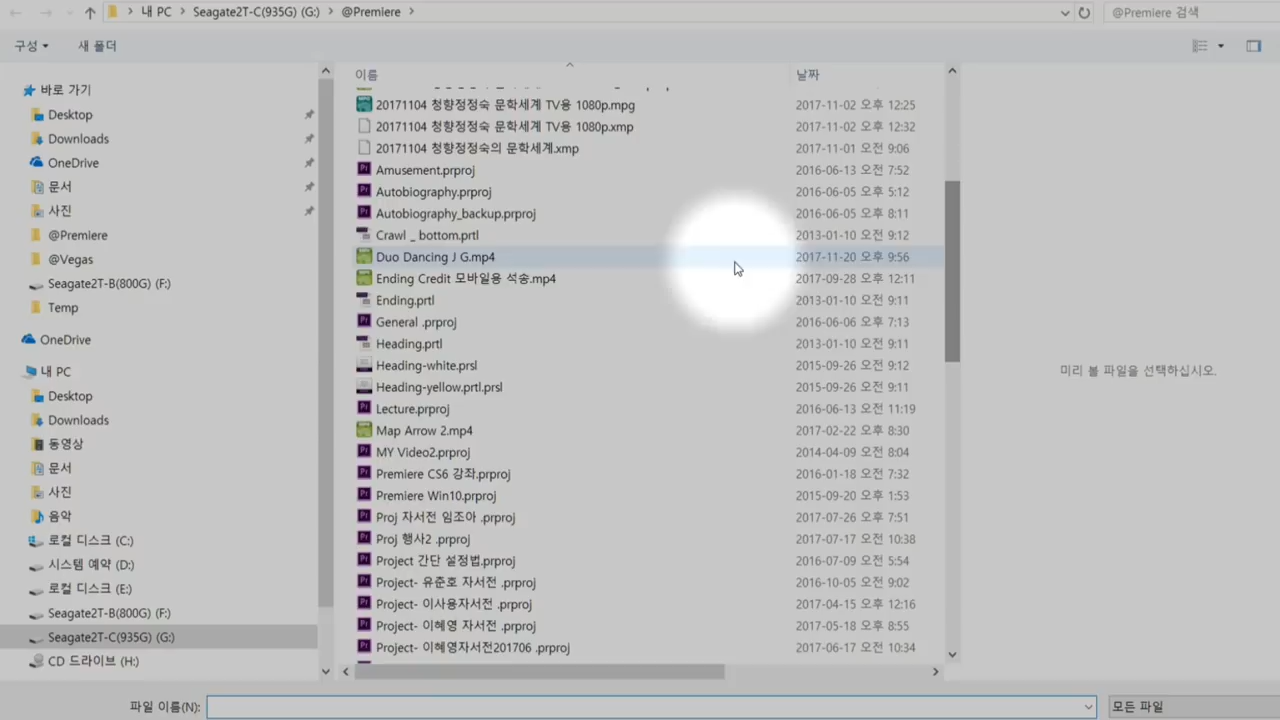 내 PC > Seagate2T-C(935G) (G:) > @Premiere >
@Premiere 검색
구성
새 폴더
바로 가기
Desktop
Downloads
OneDrive
문서
사진
@Premiere
@Vegas
Seagate2T-B(800G) (F:)
Temp
OneDrive
내 PC
Desktop
Downloads
동영상
문서
사진
음악
로컬 디스크 (C:)
시스템 예약 (D:)
로컬 디스크 (E:)
Seagate2T-B(800G) (F:)
Seagate2T-C(935G) (G:)
CD 드라이브 (H:)
이름 날짜
20171104 청향정정숙 문학세계 TV용 1080p.mpg 2017-11-02 오후 12:25
20171104 청향정정숙 문학세계 TV용 1080p.xmp 2017-11-02 오후 12:32
20171104 청향정정숙의 문학세계.xmp 2017-11-01 오전 9:06
Amusement.prproj 2016-06-13 오전 7:52
Autobiography.prproj 2016-06-05 오후 5:12
Autobiography_backup.prproj 2016-06-05 오후 8:11
Crawl _ bottom.prtl 2013-01-10 오전 9:12
Duo Dancing J G.mp4 2017-11-20 오후 9:56
Ending Credit 모바일용 석송.mp4 2017-09-28 오후 12:11
Ending.prtl 2013-01-10 오전 9:11
General .prproj 2016-06-06 오후 7:13
Heading.prtl 2013-01-10 오전 9:11
Heading-white.prsl 2015-09-26 오전 9:12
Heading-yellow.prtl.prsl 2015-09-26 오전 9:11
Lecture.prproj 2016-06-13 오전 11:19
Map Arrow 2.mp4 2017-02-22 오후 8:30
MY Video2.prproj 2014-04-09 오전 8:04
Premiere CS6 강좌.prproj 2016-01-18 오전 7:32
Premiere Win10.prproj 2015-09-20 오후 1:53
Proj 자서전 임조아 .prproj 2017-07-26 오후 7:51
Proj 행사2 .prproj 2017-07-17 오전 10:38
Project 간단 설정법.prproj 2016-07-09 오전 5:54
Project- 유준호 자서전 .prproj 2016-10-05 오전 9:02
Project- 이사용자서전 .prproj 2017-04-15 오후 12:16
Project- 이혜영 자서전 .prproj 2017-05-18 오후 8:55
Project- 이혜영자서전201706 .prproj 2017-06-17 오전 10:34
미리 볼 파일을 선택하십시오.
파일 이름(N):
모든 파일